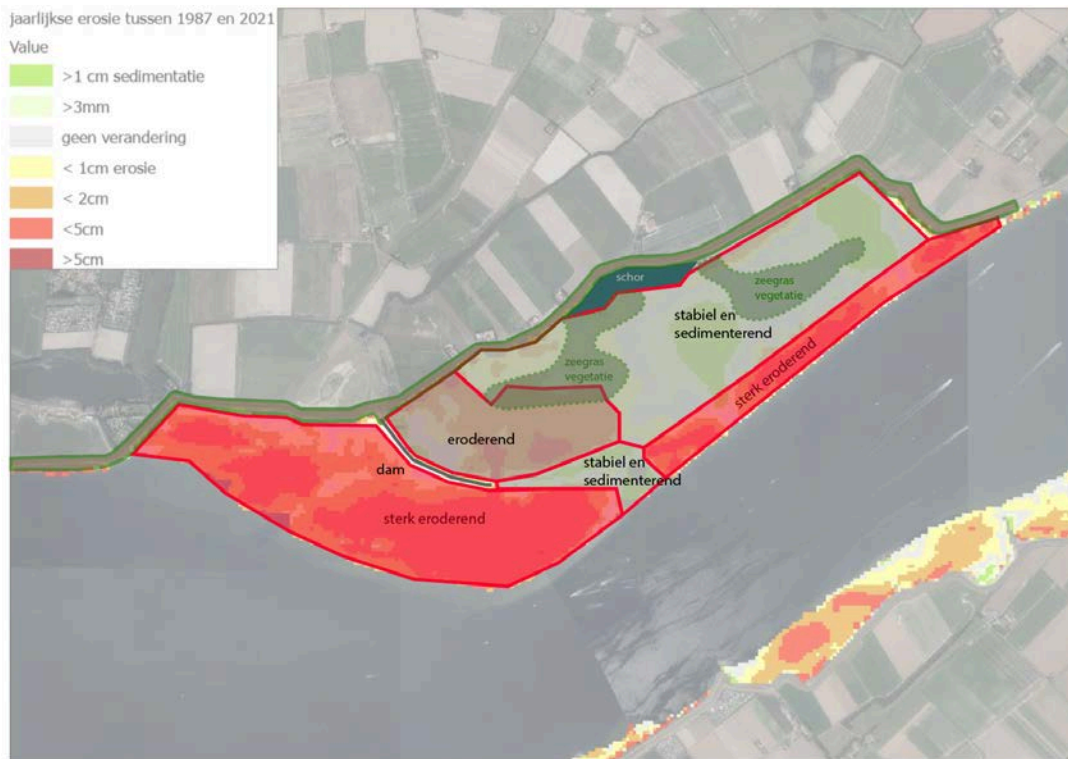 jaarlijkse erosie tussen 1987 en 2021
Value
>1 cm sedimentatie
>3mm
geen verandering
< 1cm erosie
< 2cm
<5cm
>5cm
schor
zeegras
vegetatie
stabiel en
sedimenterend
zeegras
vegetatie
sterk eroderend
eroderend
stabiel en
sedimenterend
dam
sterk eroderend